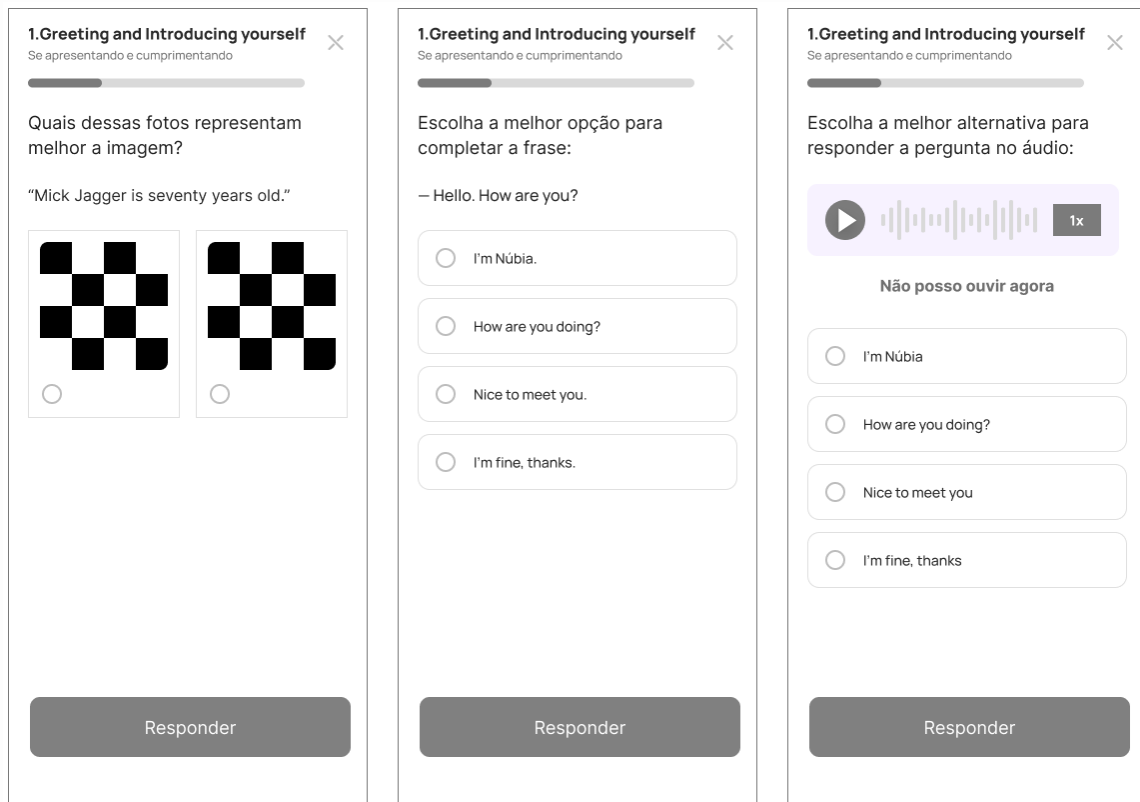 1.Greeting and Introducing yourself
Se apresentando e cumprimentando
Quais dessas fotos representam
melhor a imagem?
“Mick Jagger is seventy years old.”
Responder
1.Greeting and Introducing yourself
Se apresentando e cumprimentando
Escolha a melhor opção para
completar a frase:
— Hello. How are you?
I'm Núbia.
How are you doing?
Nice to meet you.
I'm fine, thanks.
Responder
1.Greeting and Introducing yourself
Se apresentando e cumprimentando
Escolha a melhor alternativa para
responder a pergunta no áudio:
1x
Não posso ouvir agora
I'm Núbia
How are you doing?
Nice to meet you
I'm fine, thanks
Responder